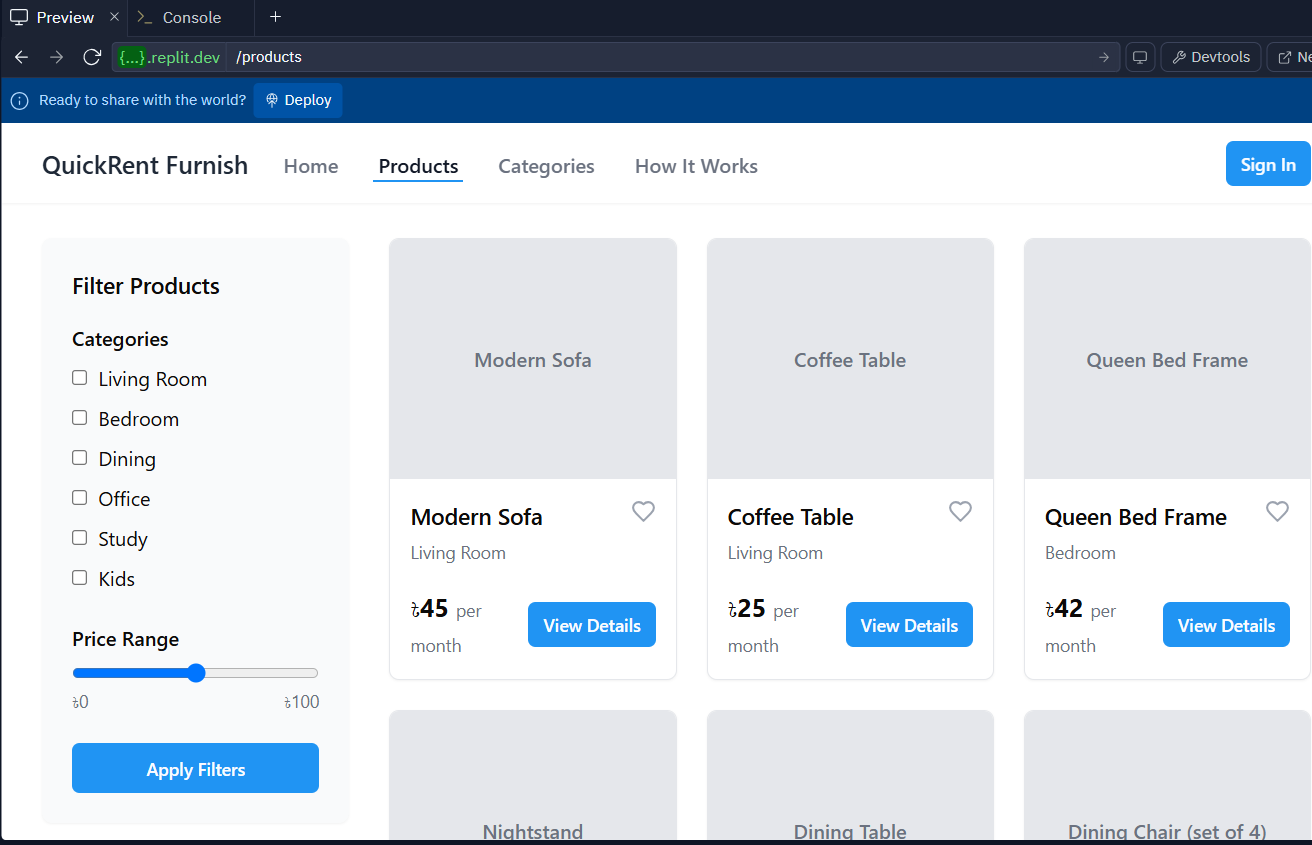 Preview
Console
{...}.replit.dev /products
Devtools
Ready to share with the world? Deploy
QuickRent Furnish Home Products Categories How It Works Sign In
Filter Products
Categories
Living Room
Bedroom
Dining
Office
Study
Kids
Price Range
৳0 ৳100
Apply Filters
Modern Sofa
Modern Sofa
Living Room
৳45 per
month
View Details
Coffee Table
Coffee Table
Living Room
৳25 per
month
View Details
Queen Bed Frame
Queen Bed Frame
Bedroom
৳42 per
month
View Details
Nightstand
Dining Table
Dining Chair (set of 4)